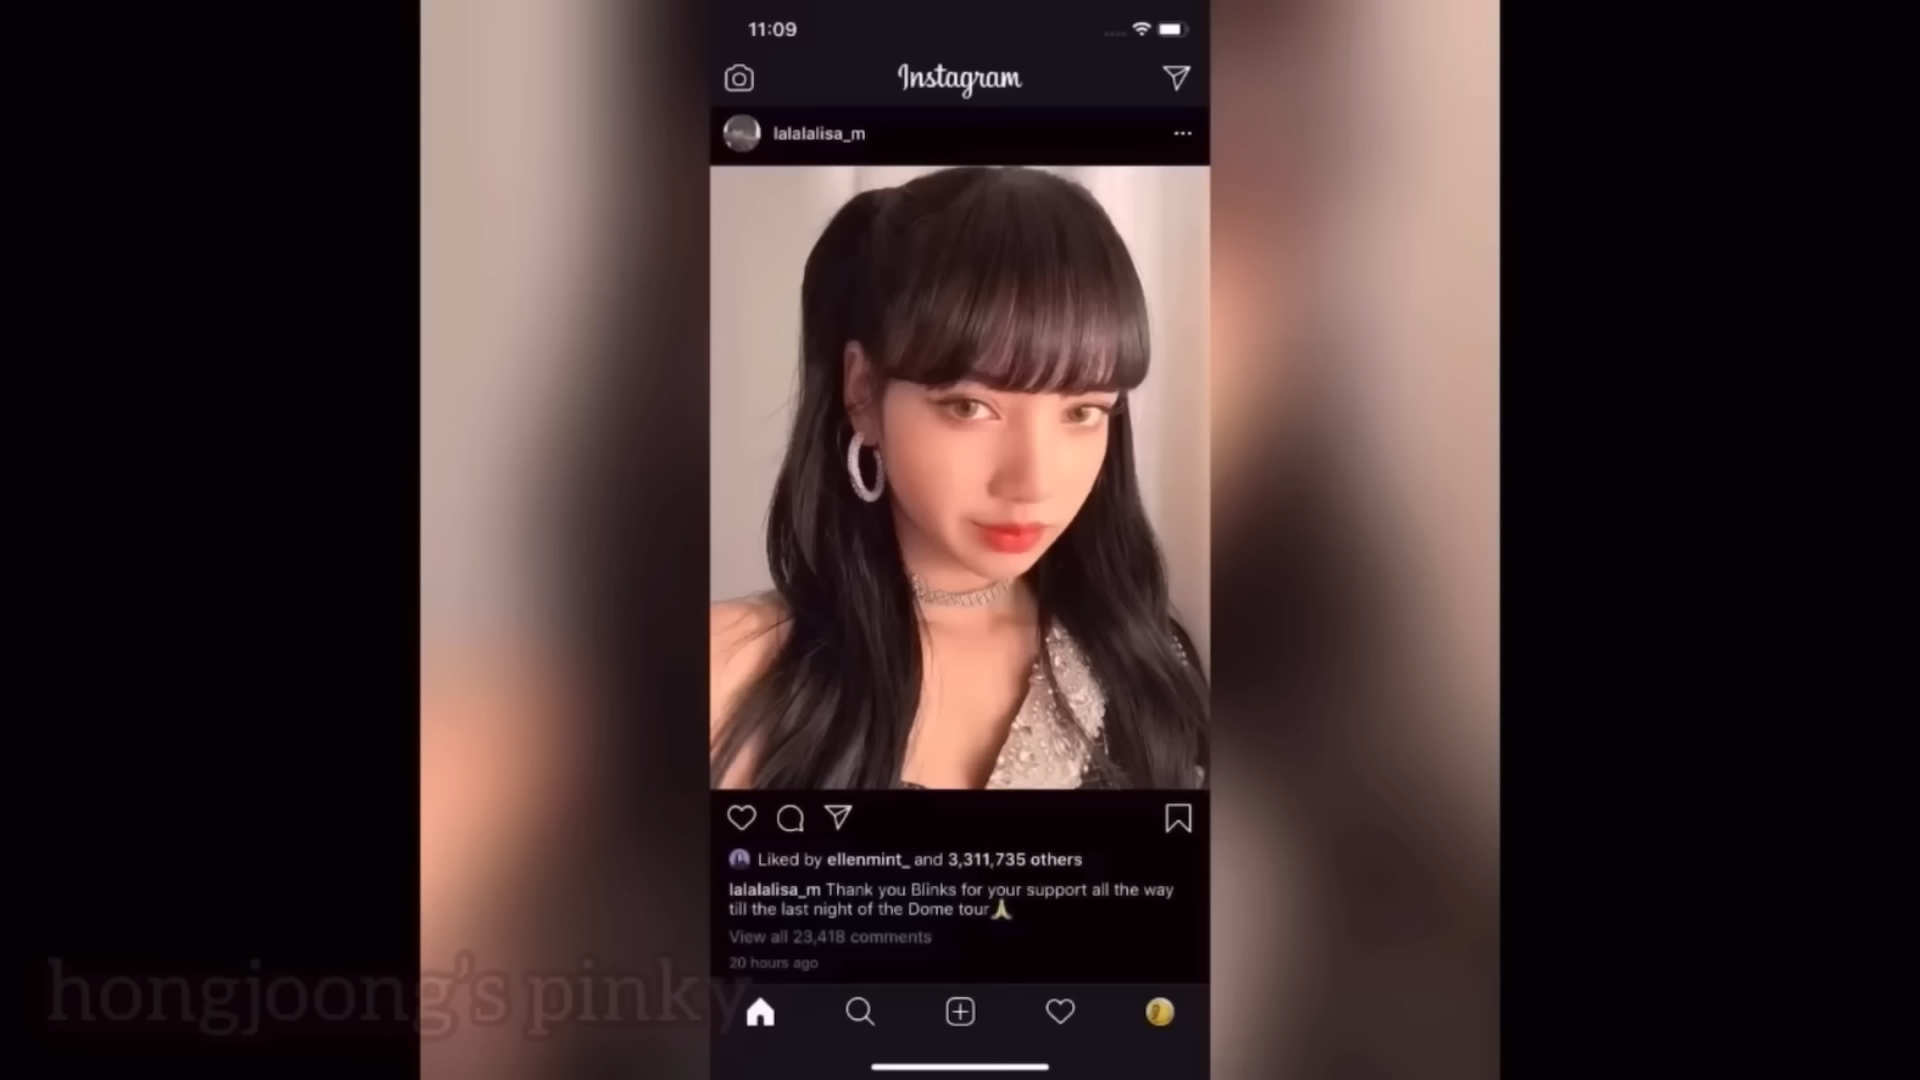 11:09
Instagram
lalalalisa_m
Liked by ellenmint_ and 3,311,735 others
lalalalisa_m Thank you Blinks for your support all the way
till the last night of the Dome tour🙏
View all 23,418 comments
20 hours ago
hongjoong's pinky